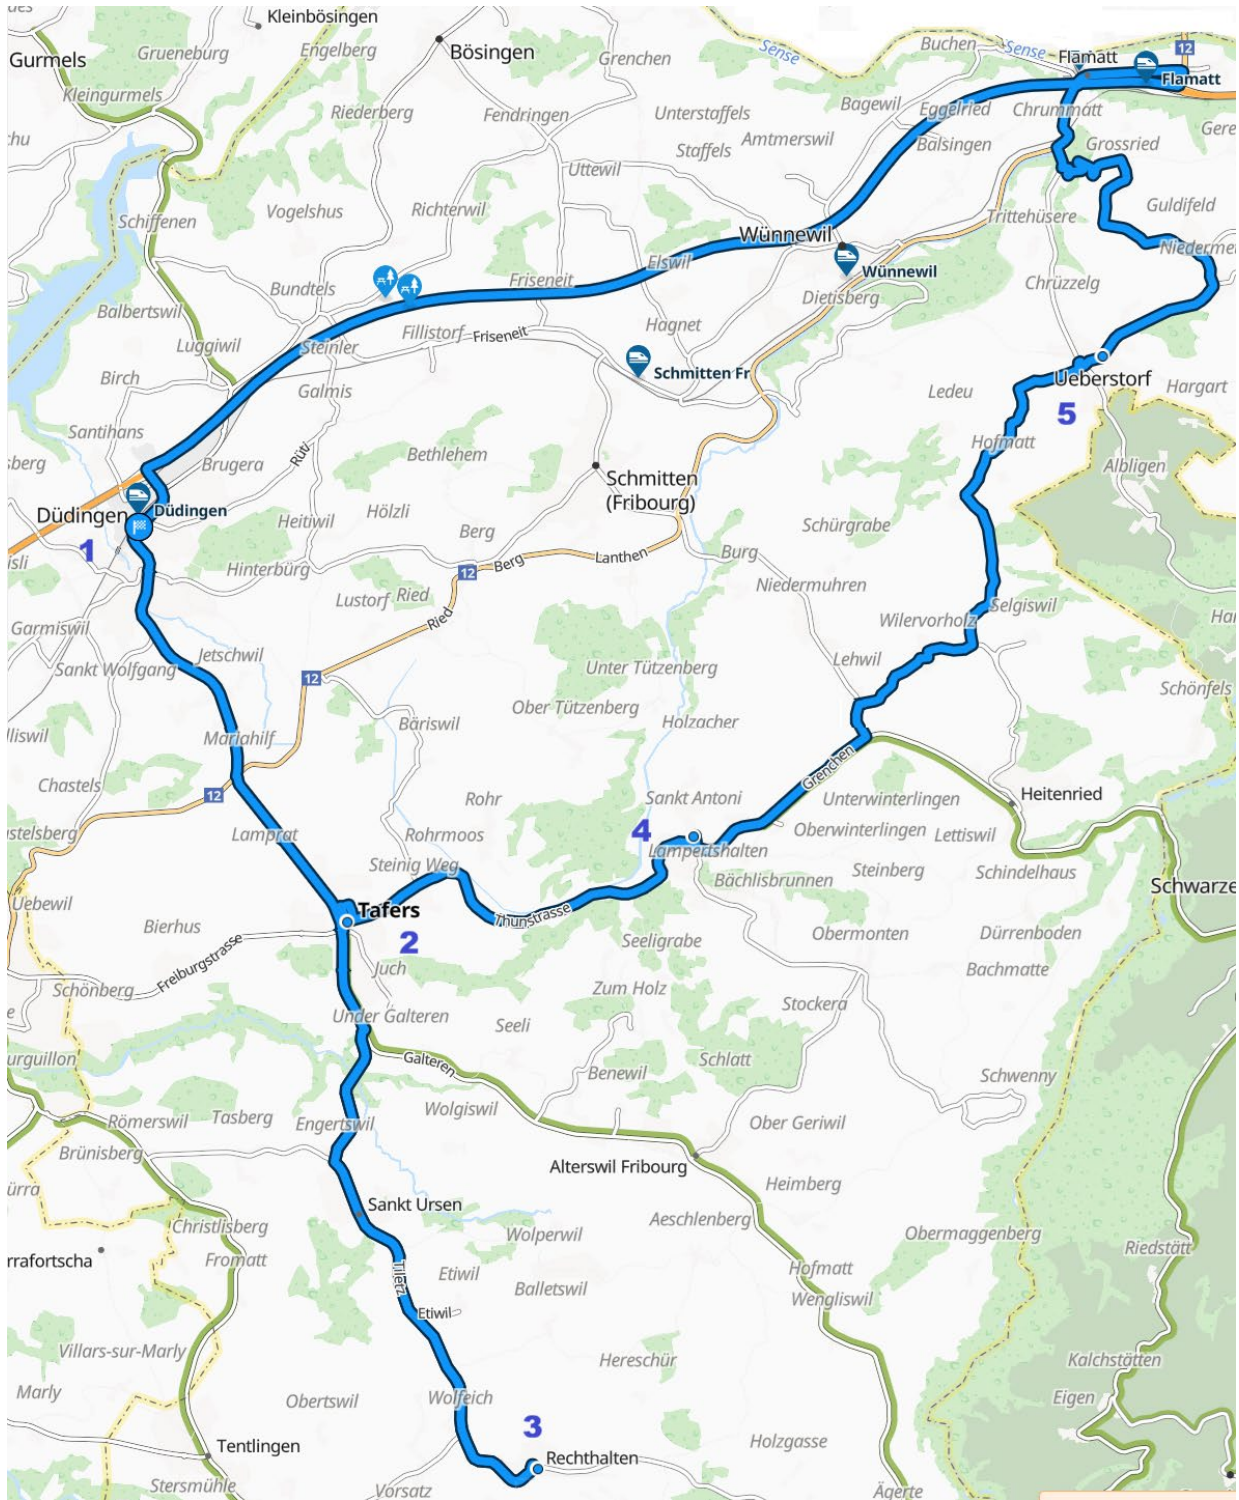 Kleinbösingen
Gurmels
Grueneburg
Engelberg
Bösingen
Grenchen
Sense
Buchen
Sense
12
Flamatt
Flamatt
Kleingurmels
Riederberg
Fendringen
Unterstaffels
Bagewil
Eggelried
Chrummatt
Amtmerswil
Staffels
Balsingen
Grossried
Uttewil
Schiffenen
Vogelshus
Richterwil
Trittehüsere
Guldifeld
Wünnewil
Elswil
Wünnewil
Bundtels
Friseneit
Dietisberg
Chrüzzelg
Balbertswil
Luggiwil
Steinler
Fillistorf
Friseneit
Hagnet
Birch
Galmis
Schmitten Fr
Ledeu
Ueberstorf
Hargart
5
Santihans
Brugera
Rüti
Bethlehem
Hofmatt
Albligen
Schmitten
(Fribourg)
Düdingen
Düdingen
1
Hölzli
Heitiwil
Berg
Schürgrabe
Hinterbürg
12
Berg
Lanthen
Burg
Niedermuhren
Lustorf
Ried
Ried
Selgiswil
Wilervorholz
Garmiswil
Jetschwil
Sankt Wolfgang
12
Unter Tützenberg
Lehwil
Schönfels
Ober Tützenberg
Holzacher
Mariahilf
Bäriswil
Grenchen
Chastels
12
Rohr
Sankt Antoni
Unterwinterlingen
Heitenried
Lamprat
Rohrmoos
4
Oberwinterlingen
Lettiswil
Lampertshalten
Steinig Weg
Bächlisbrunnen
Steinberg
Schindelhaus
Uebewil
Tafers
Thunstrasse
Bierhus
2
Seeligrabe
Obermonten
Dürrenboden
Freiburgstrasse
Juch
Bachmatte
Schönberg
Zum Holz
Stockera
Under Galteren
Seeli
Galteren
Benewil
Schlatt
Schwenny
Römerswil
Tasberg
Engertswil
Wolgiswil
Ober Geriwil
Brünisberg
Alterswil Fribourg
Heimberg
Sankt Ursen
Christlisberg
Aeschlenberg
Obermaggenberg
Fromatt
Wolperwil
Riedstätt
Etiwil
Tiletz
Balletswil
Hofmatt
Wengliswil
Etiwil
Villars-sur-Marly
Hereschür
Kalchstätten
Marly
Obertswil
Wolfeich
Eigen
3
Tentlingen
Rechthalten
Holzgasse
Stersmühle
Vorsatz
Ägerte